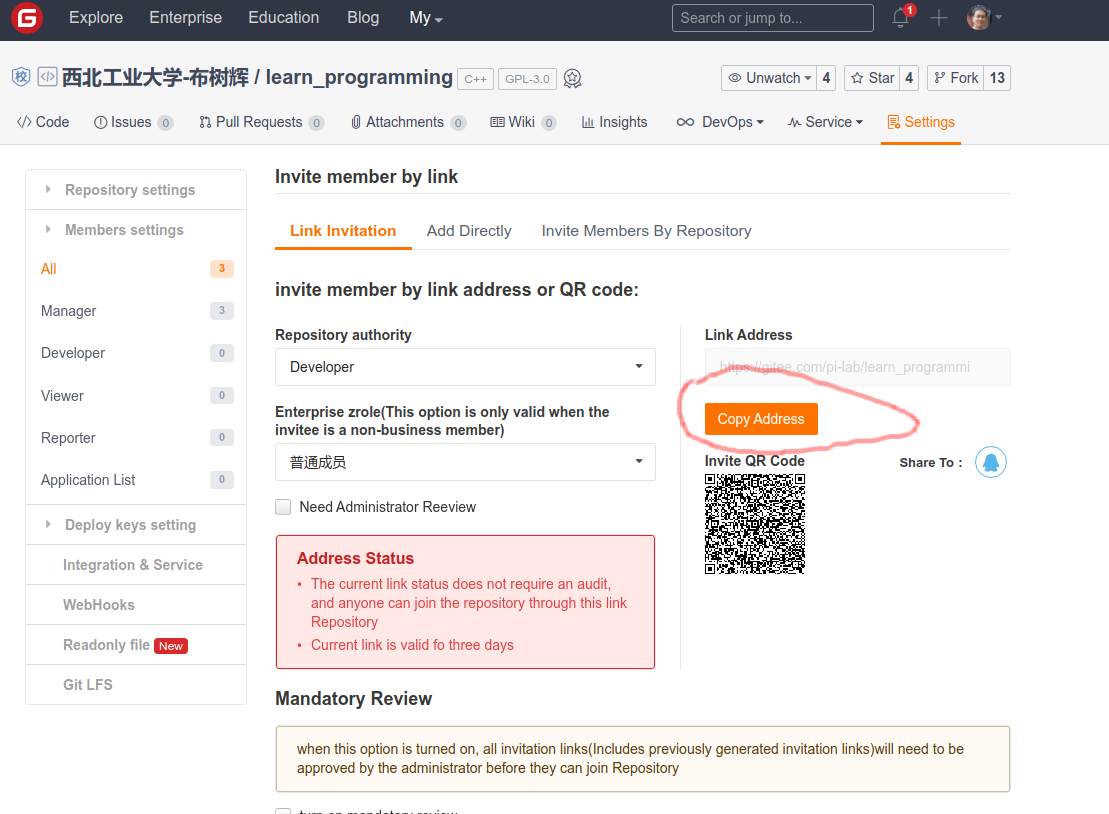 G Explore Enterprise Education Blog My Search or jump to... 1
校 </> 西北工业大学-布树辉 / learn_programming C++ GPL-3.0 Unwatch 4 Star 4 Fork 13
</> Code Issues 0 Pull Requests 0 Attachments 0 Wiki 0 Insights DevOps Service Settings
Repository settings
Members settings
All 3
Manager 3
Developer 0
Viewer 0
Reporter 0
Application List 0
Deploy keys setting
Integration & Service
WebHooks
Readonly file New
Git LFS
Invite member by link
Link Invitation Add Directly Invite Members By Repository
invite member by link address or QR code:
Repository authority
Developer
Enterprise zrole(This option is only valid when the
invitee is a non-business member)
普通成员
Need Administrator Reeview
Address Status
• The current link status does not require an audit,
and anyone can join the repository through this link
Repository
• Current link is valid fo three days
Link Address
https://gitee.com/pi-lab/learn_programmi
Copy Address
Invite QR Code
Share To :
Mandatory Review
when this option is turned on, all invitation links(Includes previously generated invitation links)will need to be
approved by the administrator before they can join Repository
turn on mandatory review